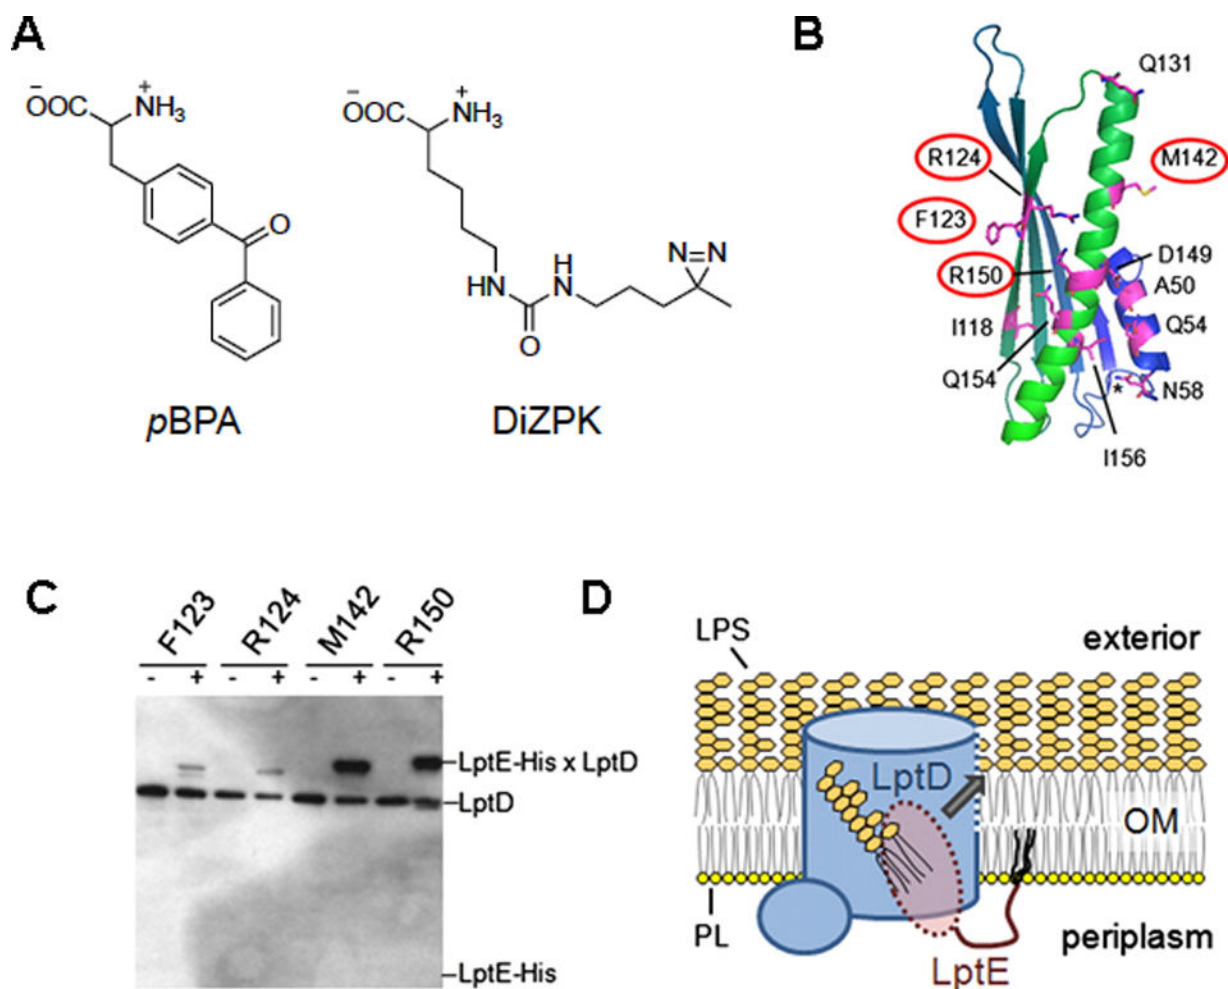 A
⁻OOC
⁺NH₃
O
pBPA
⁻OOC
⁺NH₃
HN
H
N
O
N=N
DiZPK
B
Q131
R124
M142
F123
R150
D149
A50
I118
Q54
Q154
*
N58
I156
C
F123
R124
M142
R150
- + - + - + - +
LptE-His x LptD
LptD
LptE-His
D
LPS
exterior
LptD
OM
PL
periplasm
LptE